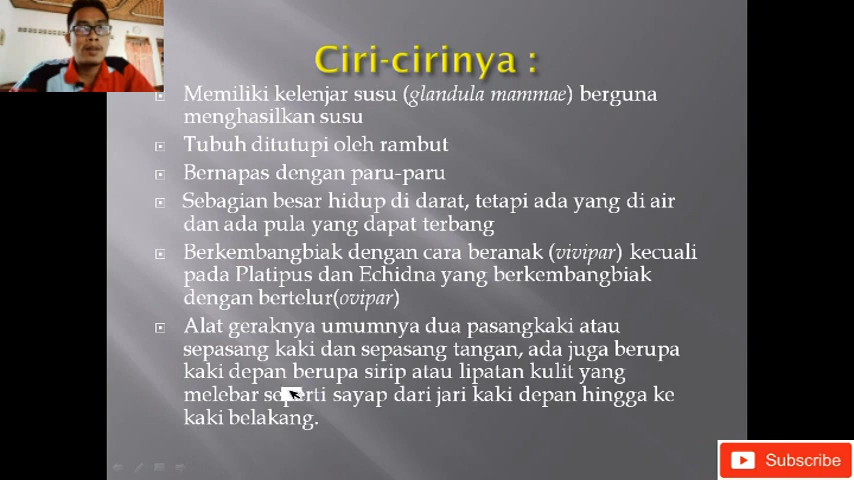 Ciri-cirinya :
Memiliki kelenjar susu (glandula mammae) berguna
menghasilkan susu
Tubuh ditutupi oleh rambut
Bernapas dengan paru-paru
Sebagian besar hidup di darat, tetapi ada yang di air
dan ada pula yang dapat terbang
Berkembangbiak dengan cara beranak (vivipar) kecuali
pada Platipus dan Echidna yang berkembangbiak
dengan bertelur(ovipar)
Alat geraknya umumnya dua pasangkaki atau
sepasang kaki dan sepasang tangan, ada juga berupa
kaki depan berupa sirip atau lipatan kulit yang
melebar seperti sayap dari jari kaki depan hingga ke
kaki belakang.
Subscribe